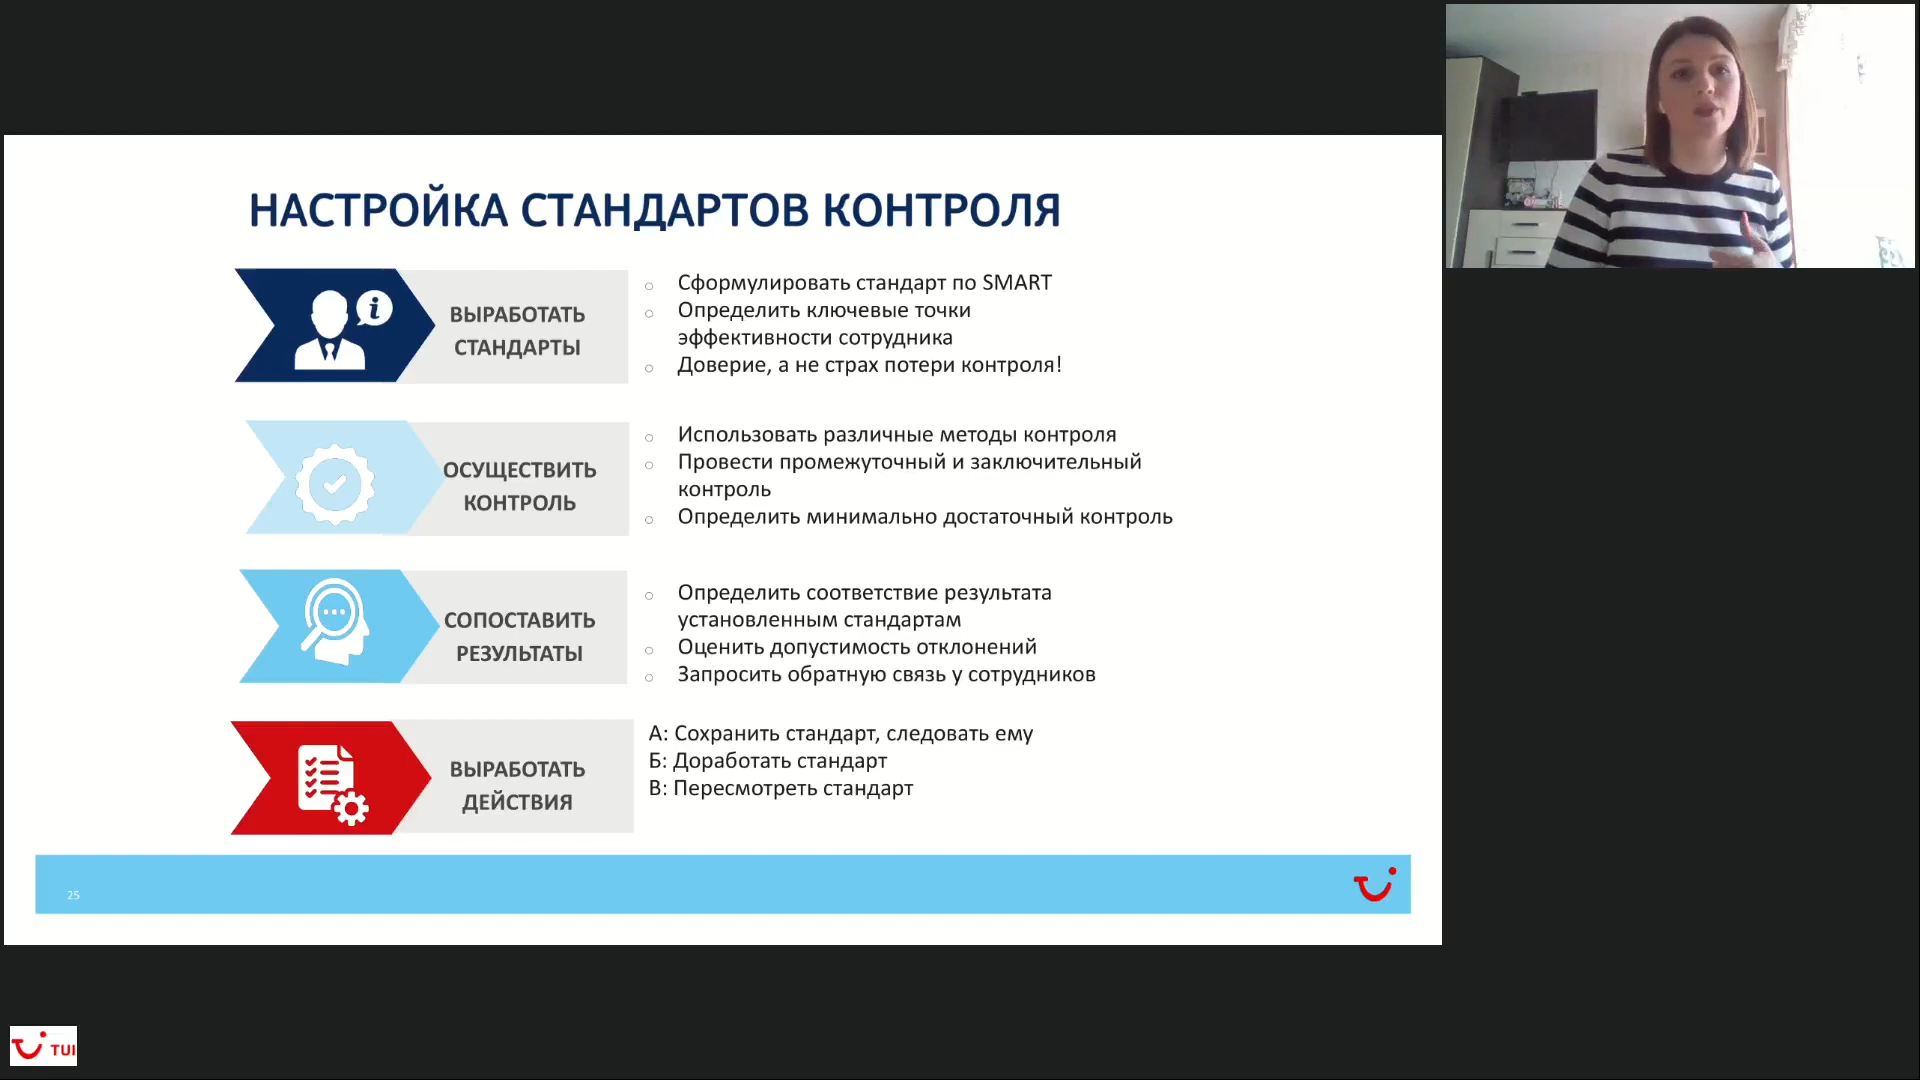 НАСТРОЙКА СТАНДАРТОВ КОНТРОЛЯ
ВЫРАБОТАТЬ
СТАНДАРТЫ
Сформулировать стандарт по SMART
Определить ключевые точки
эффективности сотрудника
Доверие, а не страх потери контроля!
ОСУЩЕСТВИТЬ
КОНТРОЛЬ
Использовать различные методы контроля
Провести промежуточный и заключительный
контроль
Определить минимально достаточный контроль
СОПОСТАВИТЬ
РЕЗУЛЬТАТЫ
Определить соответствие результата
установленным стандартам
Оценить допустимость отклонений
Запросить обратную связь у сотрудников
ВЫРАБОТАТЬ
ДЕЙСТВИЯ
А: Сохранить стандарт, следовать ему
Б: Доработать стандарт
В: Пересмотреть стандарт
25
TUI